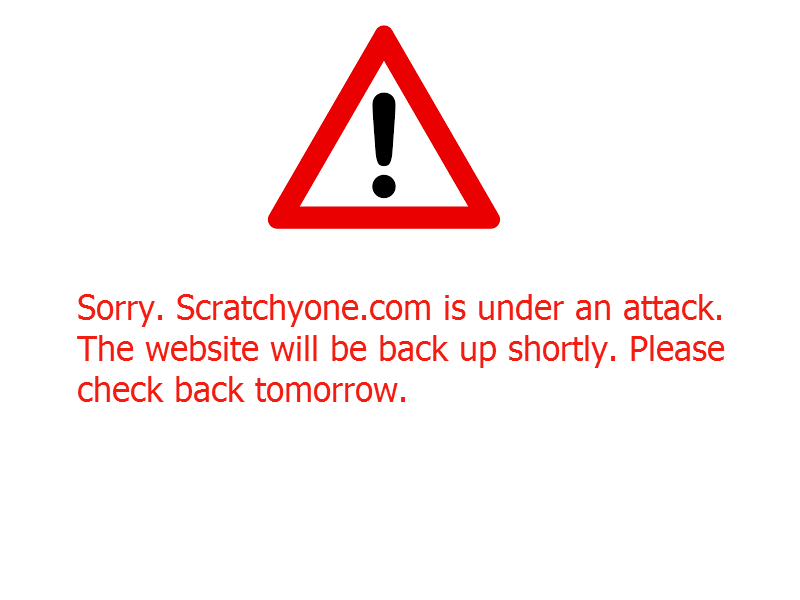 Sorry. Scratchyone.com is under an attack.
The website will be back up shortly. Please
check back tomorrow.